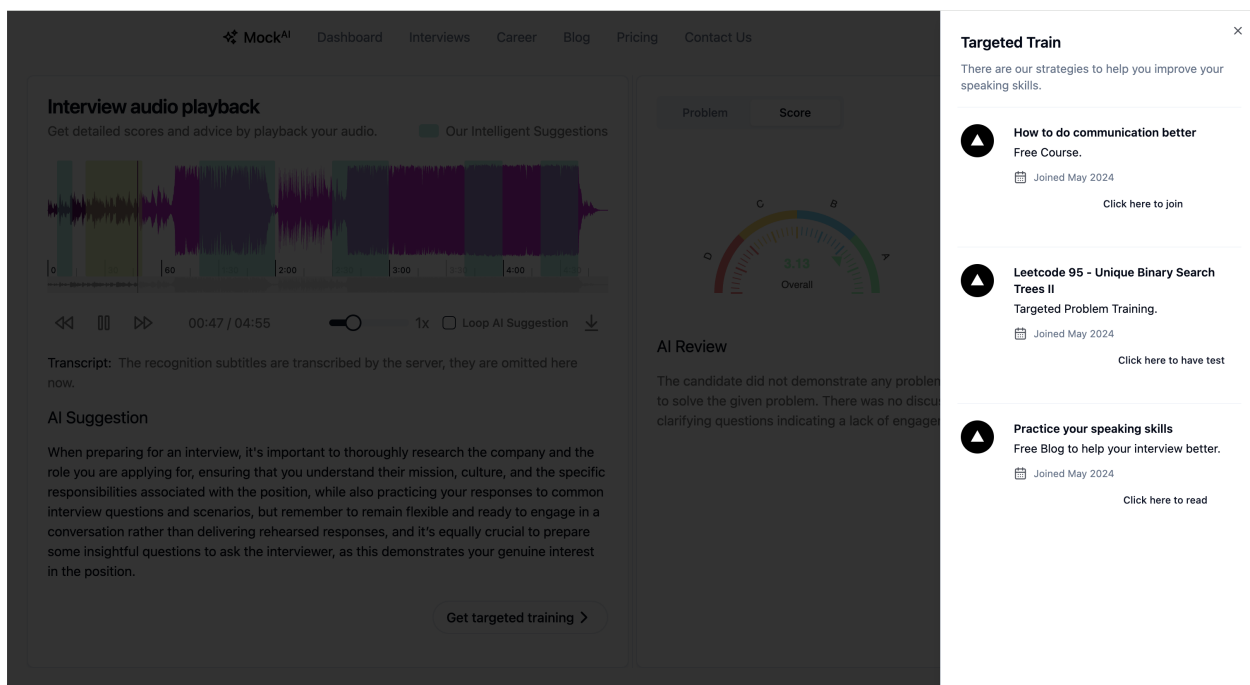 MockAI Dashboard Interviews Career Blog Pricing Contact Us
Interview audio playback
Get detailed scores and advice by playback your audio.
Our Intelligent Suggestions
0
60
2:00
3:00
4:00
00:47 / 04:55
1x
Loop AI Suggestion
Transcript: The recognition subtitles are transcribed by the server, they are omitted here
now.
AI Suggestion
When preparing for an interview, it's important to thoroughly research the company and the
role you are applying for, ensuring that you understand their mission, culture, and the specific
responsibilities associated with the position, while also practicing your responses to common
interview questions and scenarios, but remember to remain flexible and ready to engage in a
conversation rather than delivering rehearsed responses, and it's equally crucial to prepare
some insightful questions to ask the interviewer, as this demonstrates your genuine interest
in the position.
Get targeted training
Problem
Score
D
C
B
A
3.13
Overall
AI Review
The candidate did not demonstrate any problem
to solve the given problem. There was no
clarifying questions indicating a lack of
Targeted Train
There are our strategies to help you improve your
speaking skills.
How to do communication better
Free Course.
Joined May 2024
Click here to join
Leetcode 95 - Unique Binary Search
Trees II
Targeted Problem Training.
Joined May 2024
Click here to have test
Practice your speaking skills
Free Blog to help your interview better.
Joined May 2024
Click here to read